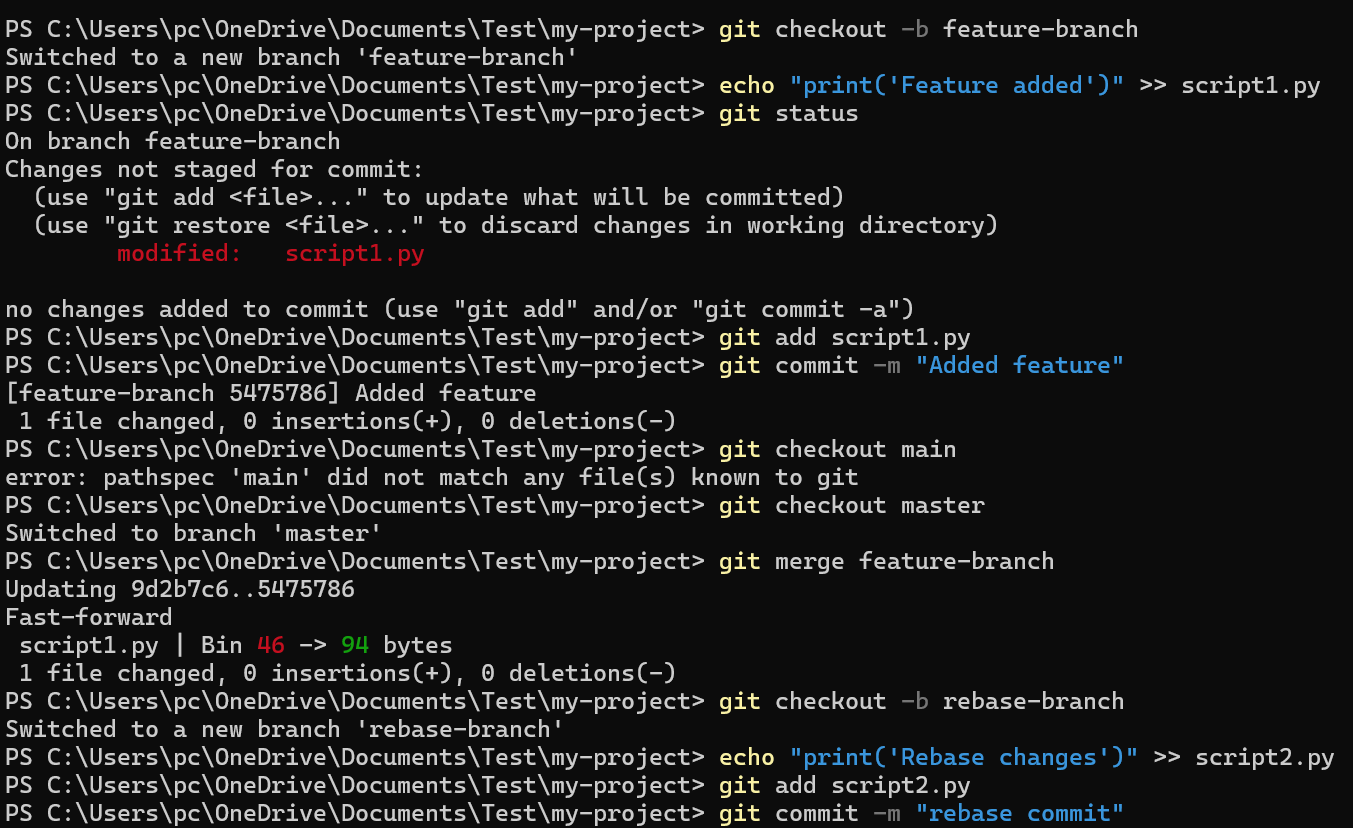 PS C:\Users\pc\OneDrive\Documents\Test\my-project> git checkout -b feature-branch
Switched to a new branch 'feature-branch'
PS C:\Users\pc\OneDrive\Documents\Test\my-project> echo "print('Feature added')" >> script1.py
PS C:\Users\pc\OneDrive\Documents\Test\my-project> git status
On branch feature-branch
Changes not staged for commit:
  (use "git add <file>..." to update what will be committed)
  (use "git restore <file>..." to discard changes in working directory)
        modified:   script1.py

no changes added to commit (use "git add" and/or "git commit -a")
PS C:\Users\pc\OneDrive\Documents\Test\my-project> git add script1.py
PS C:\Users\pc\OneDrive\Documents\Test\my-project> git commit -m "Added feature"
[feature-branch 5475786] Added feature
 1 file changed, 0 insertions(+), 0 deletions(-)
PS C:\Users\pc\OneDrive\Documents\Test\my-project> git checkout main
error: pathspec 'main' did not match any file(s) known to git
PS C:\Users\pc\OneDrive\Documents\Test\my-project> git checkout master
Switched to branch 'master'
PS C:\Users\pc\OneDrive\Documents\Test\my-project> git merge feature-branch
Updating 9d2b7c6..5475786
Fast-forward
 script1.py | Bin 46 -> 94 bytes
 1 file changed, 0 insertions(+), 0 deletions(-)
PS C:\Users\pc\OneDrive\Documents\Test\my-project> git checkout -b rebase-branch
Switched to a new branch 'rebase-branch'
PS C:\Users\pc\OneDrive\Documents\Test\my-project> echo "print('Rebase changes')" >> script2.py
PS C:\Users\pc\OneDrive\Documents\Test\my-project> git add script2.py
PS C:\Users\pc\OneDrive\Documents\Test\my-project> git commit -m "rebase commit"